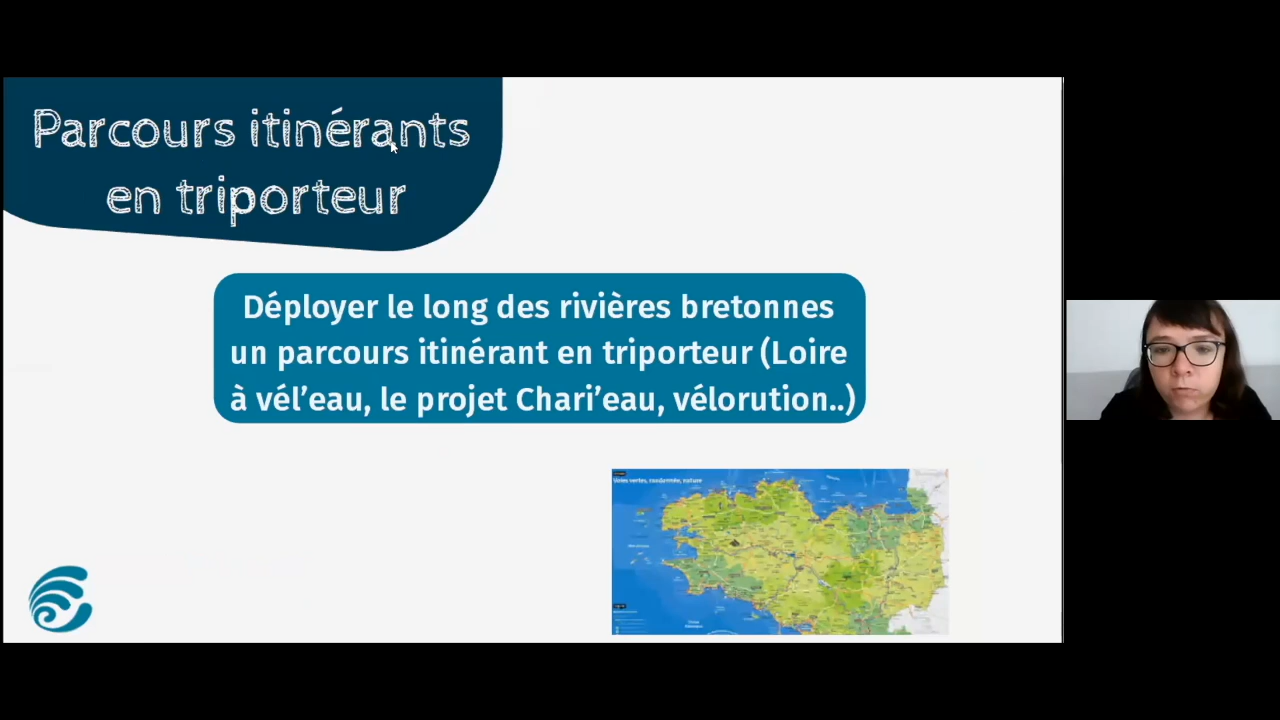 Parcours itinérants
en triporteur
Déployer le long des rivières bretonnes
un parcours itinérant en triporteur (Loire
à vél’eau, le projet Chari’eau, vélorution..)
Voies vertes, randonnée, nature